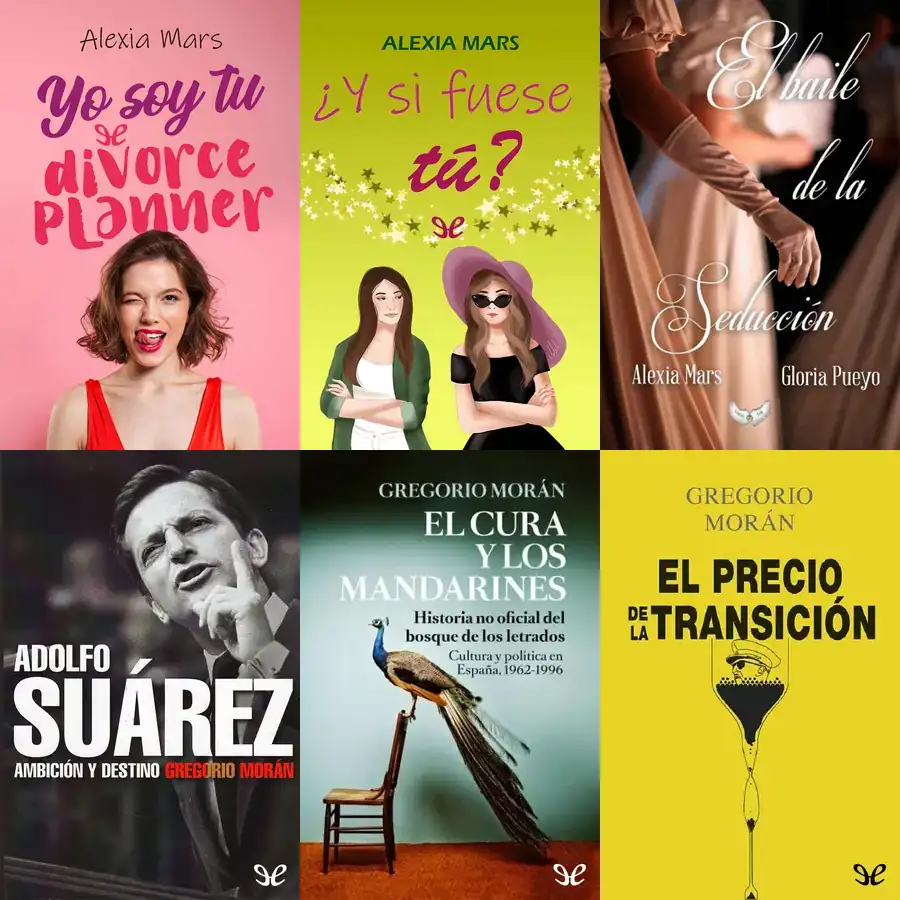 Alexia Mars
Yo soy tu
divorce
planner
ALEXIA MARS
¿Y si fuese
tú?
El baile
de la
Seducción
Alexia Mars
Gloria Pueyo
ADOLFO
SUÁREZ
AMBICIÓN Y DESTINO GREGORIO MORÁN
GREGORIO MORÁN
EL CURA
Y LOS
MANDARINES
Historia no oficial del
bosque de los letrados
Cultura y política en
España, 1962-1996
GREGORIO
MORÁN
EL PRECIO
DE LA TRANSICIÓN